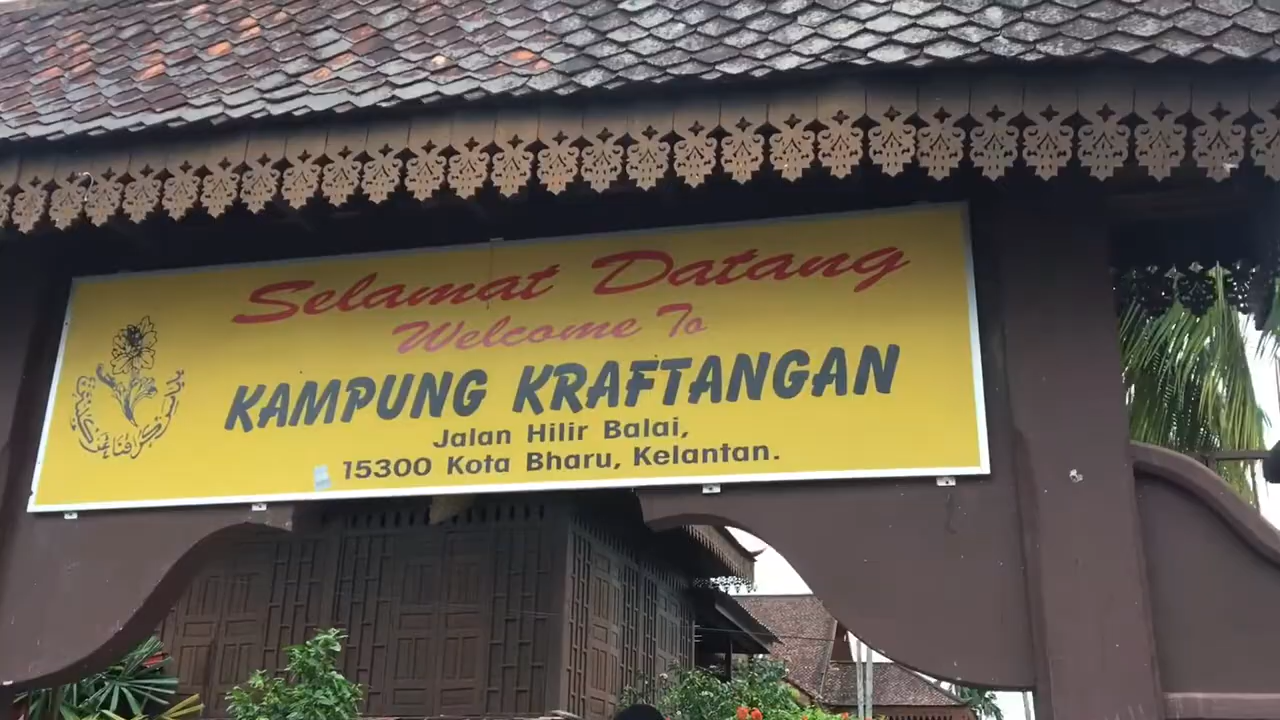 Selamat Datang
Welcome To
KAMPUNG KRAFTANGAN
Jalan Hilir Balai,
15300 Kota Bharu, Kelantan.